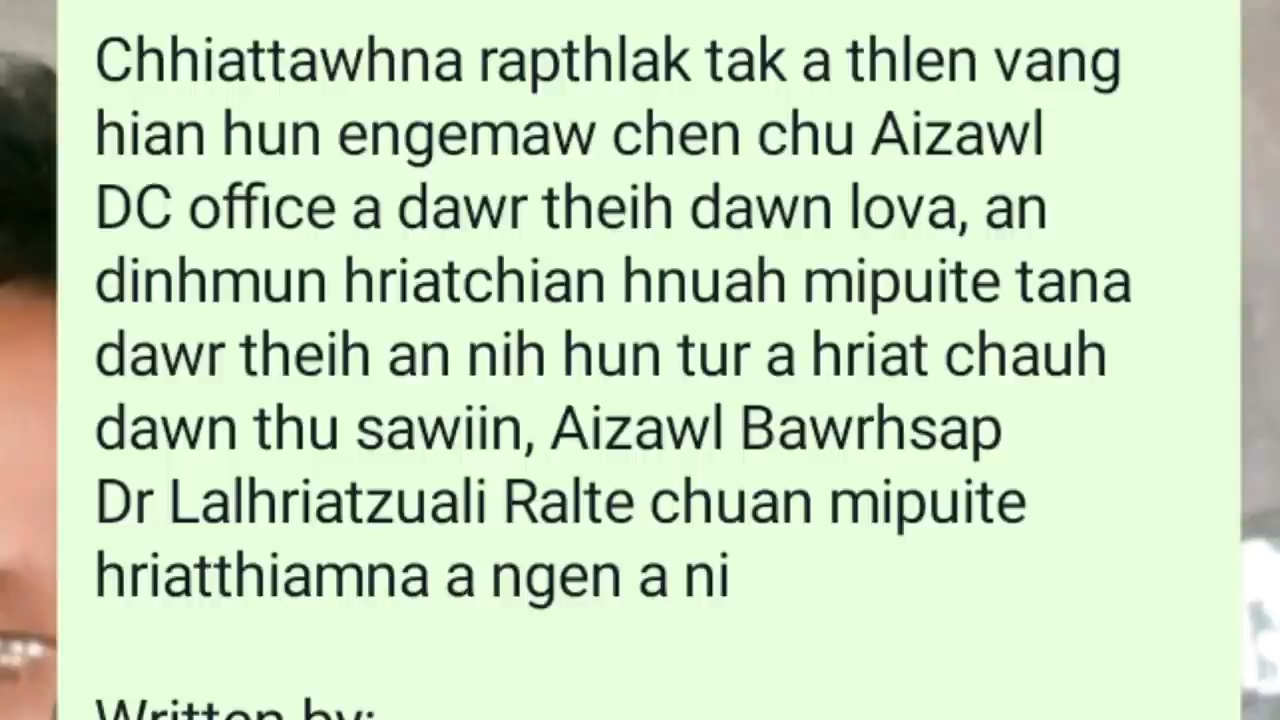 Chhiattawhna rapthlak tak a thlen vang
hian hun engemaw chen chu Aizawl
DC office a dawr theih dawn lova, an
dinhmun hriatchian hnuah mipuite tana
dawr theih an nih hun tur a hriat chauh
dawn thu sawiin, Aizawl Bawrhsap
Dr Lalhriatzuali Ralte chuan mipuite
hriatthiamna a ngen a ni
Written by: